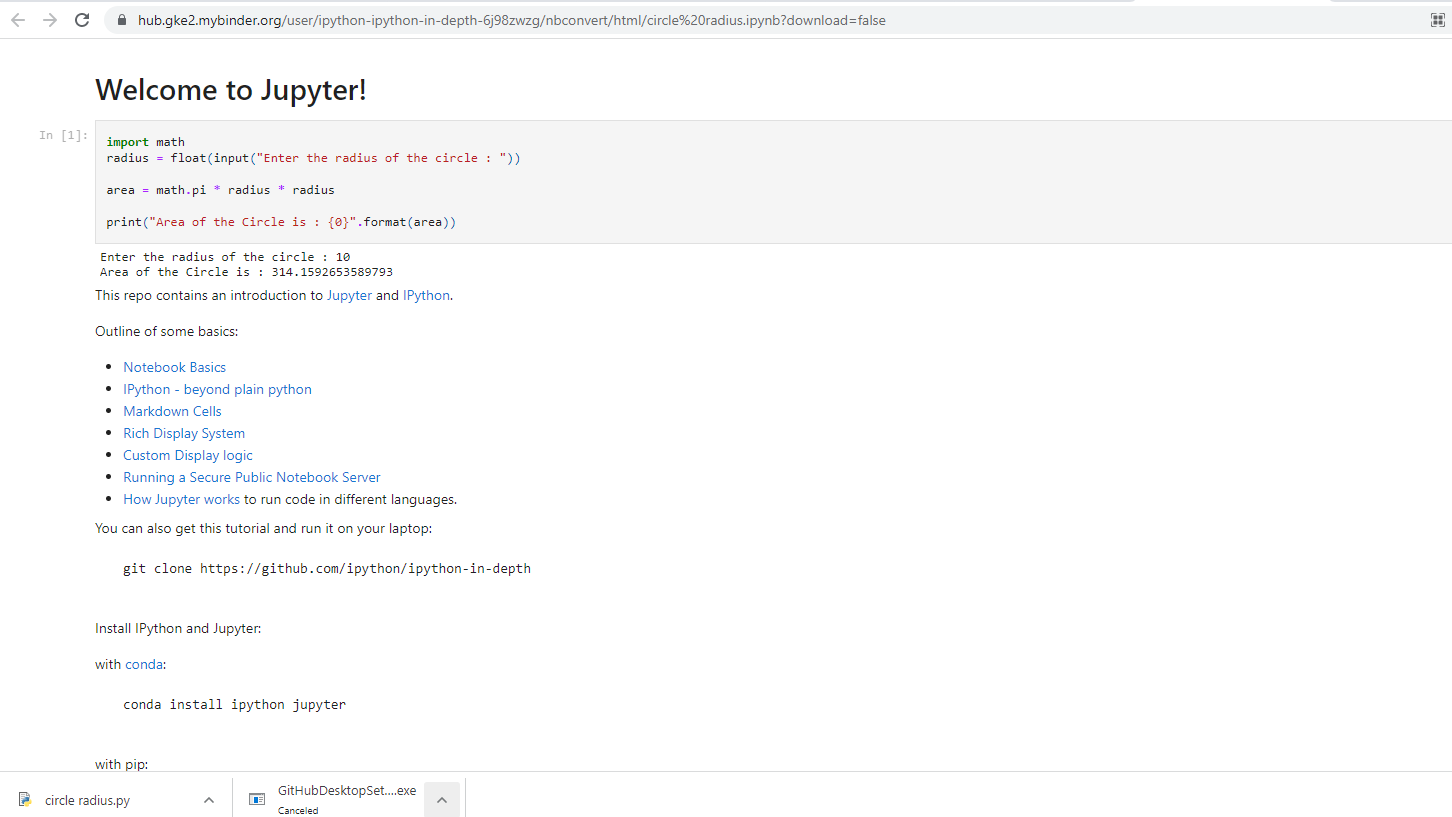 hub.gke2.mybinder.org/user/ipython-ipython-in-depth-6j98zwzg/nbconvert/html/circle%20radius.ipynb?download=false
Welcome to Jupyter!
In [1]:
import math
radius = float(input("Enter the radius of the circle : "))
area = math.pi * radius * radius
print("Area of the Circle is : {0}".format(area))
Enter the radius of the circle : 10
Area of the Circle is : 314.1592653589793
This repo contains an introduction to Jupyter and IPython.
Outline of some basics:
Notebook Basics
IPython - beyond plain python
Markdown Cells
Rich Display System
Custom Display logic
Running a Secure Public Notebook Server
How Jupyter works to run code in different languages.
You can also get this tutorial and run it on your laptop:
git clone https://github.com/ipython/ipython-in-depth
Install IPython and Jupyter:
with conda:
conda install ipython jupyter
with pip:
circle radius.py
GitHubDesktopSet....exe
Canceled